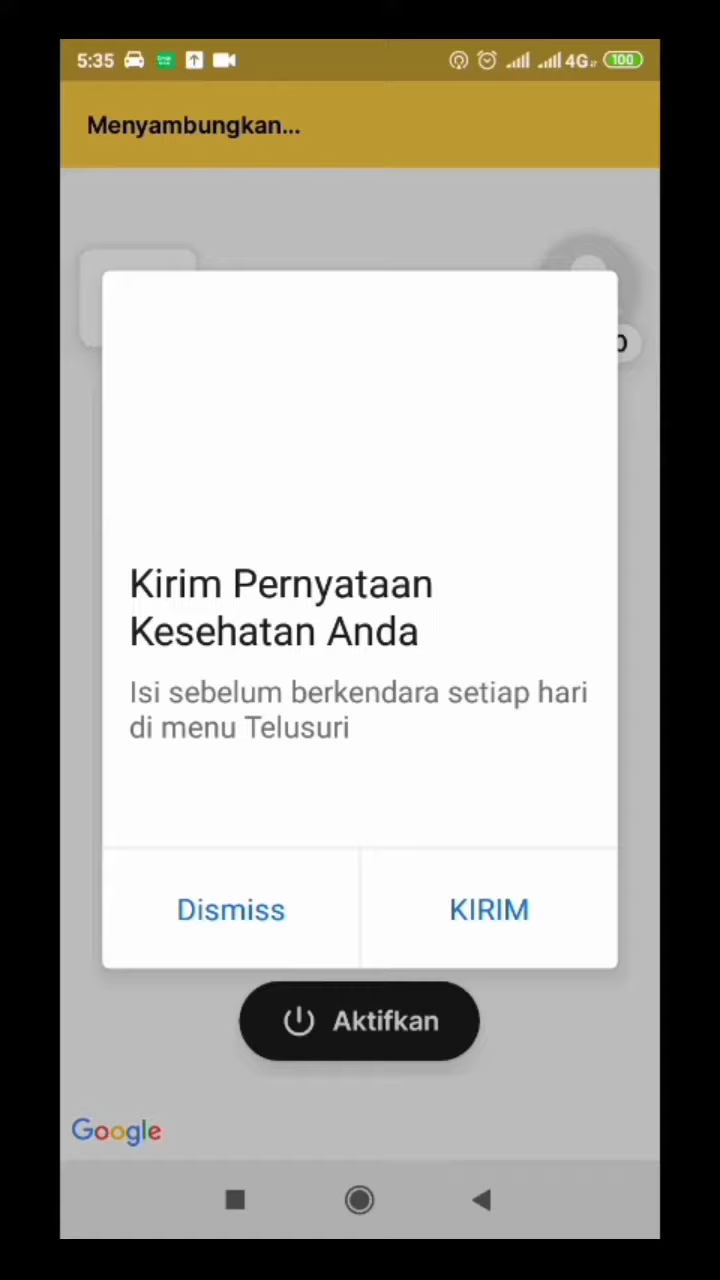 5:35 4G 100
Menyambungkan...
Kirim Pernyataan
Kesehatan Anda
Isi sebelum berkendara setiap hari
di menu Telusuri
Dismiss KIRIM
Aktifkan
Google